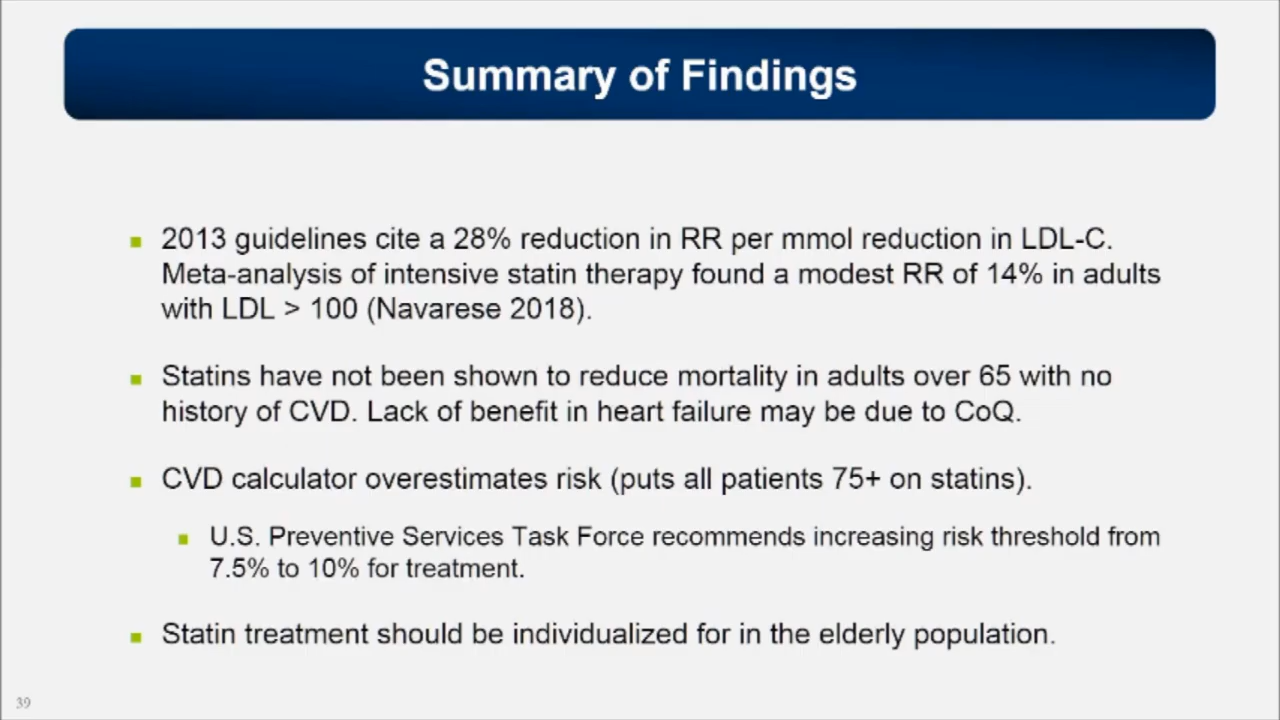 Summary of Findings
2013 guidelines cite a 28% reduction in RR per mmol reduction in LDL-C.
Meta-analysis of intensive statin therapy found a modest RR of 14% in adults
with LDL > 100 (Navarese 2018).
Statins have not been shown to reduce mortality in adults over 65 with no
history of CVD. Lack of benefit in heart failure may be due to CoQ.
CVD calculator overestimates risk (puts all patients 75+ on statins).
U.S. Preventive Services Task Force recommends increasing risk threshold from
7.5% to 10% for treatment.
Statin treatment should be individualized for in the elderly population.
39